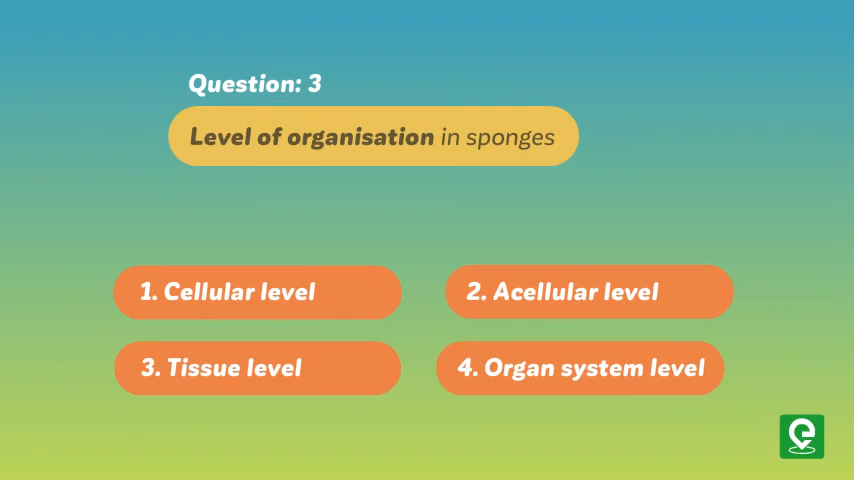 Question: 3
Level of organisation in sponges
1. Cellular level
2. Acellular level
3. Tissue level
4. Organ system level